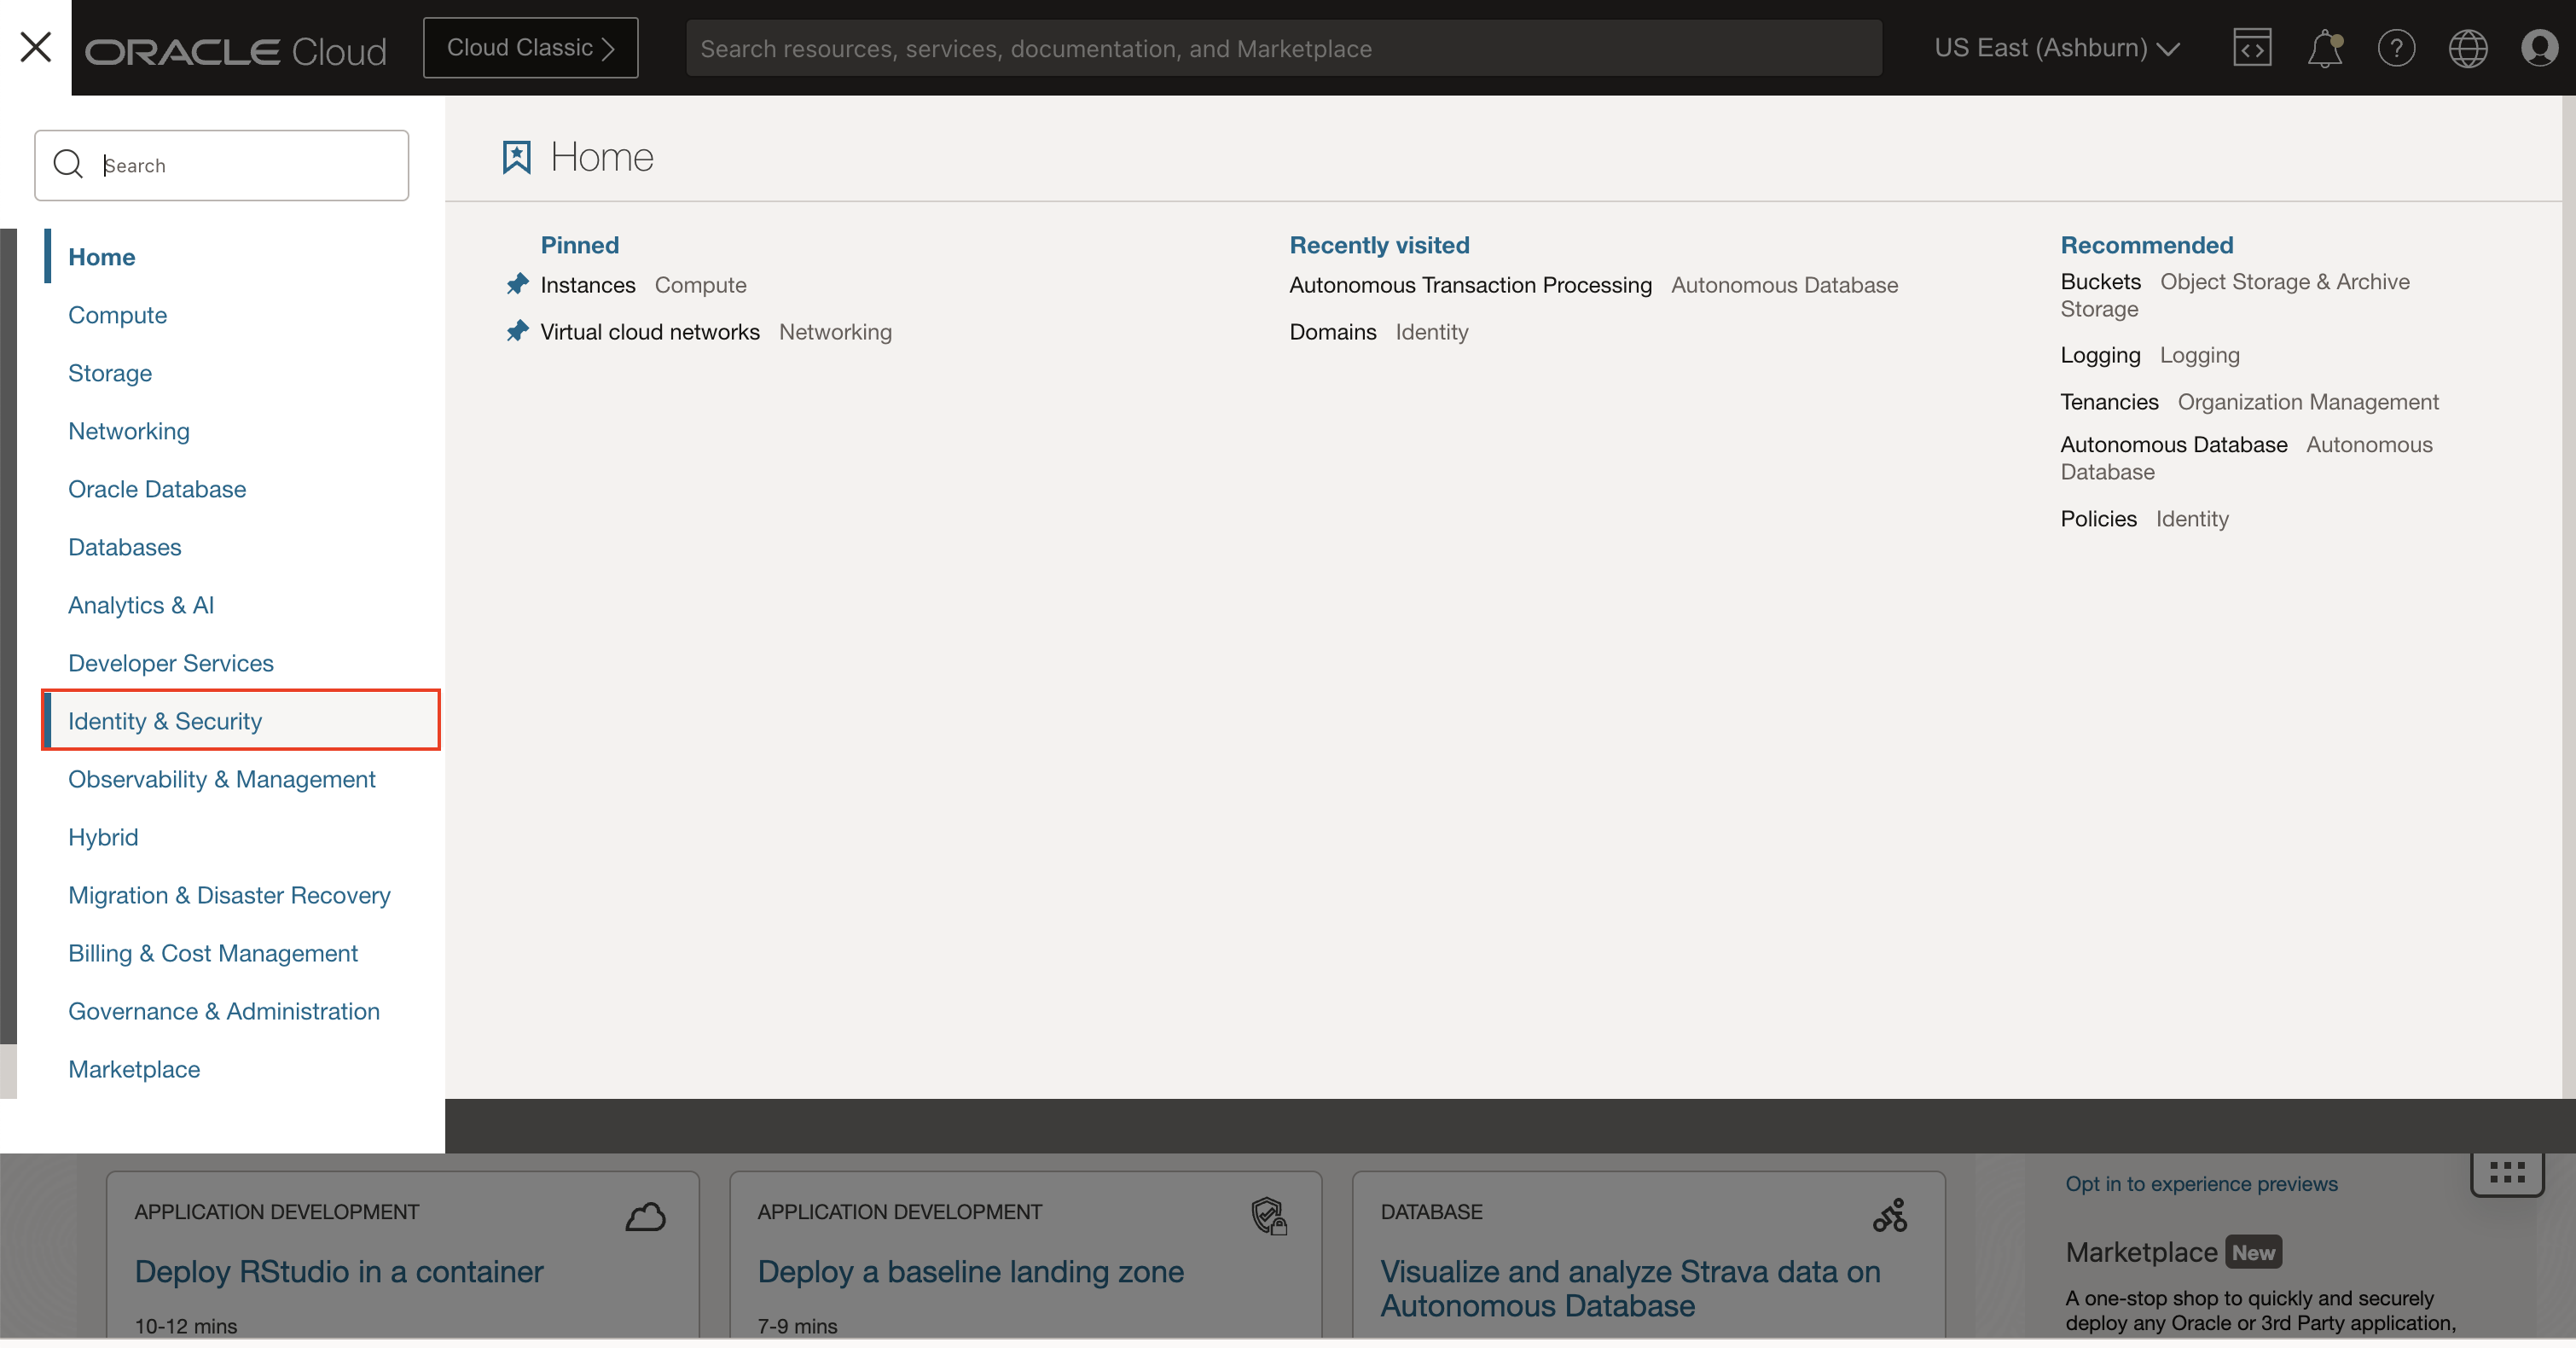 ORACLE Cloud
Cloud Classic
Search resources, services, documentation, and Marketplace
US East (Ashburn)
Search
Home
Compute
Storage
Networking
Oracle Database
Databases
Analytics & AI
Developer Services
Identity & Security
Observability & Management
Hybrid
Migration & Disaster Recovery
Billing & Cost Management
Governance & Administration
Marketplace
Home
Pinned
Instances Compute
Virtual cloud networks Networking
Recently visited
Autonomous Transaction Processing Autonomous Database
Domains Identity
Recommended
Buckets Object Storage & Archive
Storage
Logging Logging
Tenancies Organization Management
Autonomous Database Autonomous
Database
Policies Identity
APPLICATION DEVELOPMENT
Deploy RStudio in a container
10-12 mins
APPLICATION DEVELOPMENT
Deploy a baseline landing zone
7-9 mins
DATABASE
Visualize and analyze Strava data on
Autonomous Database
Opt in to experience previews
Marketplace New
A one-stop shop to quickly and securely
deploy any Oracle or 3rd Party application,